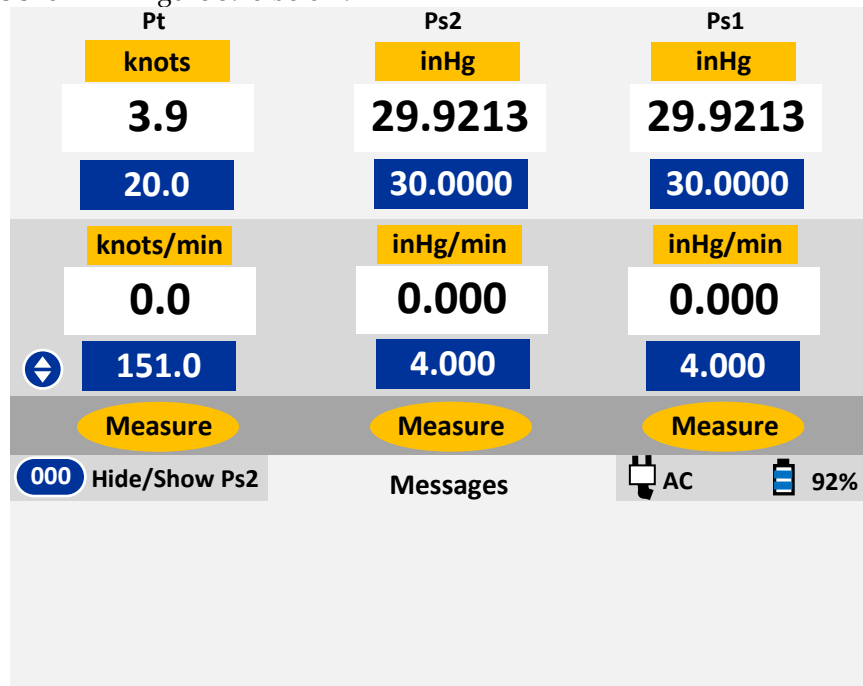 Pt Ps2 Ps1
knots inHg inHg
3.9 29.9213 29.9213
20.0 30.0000 30.0000
knots/min inHg/min inHg/min
0.0 0.000 0.000
151.0 4.000 4.000
Measure Measure Measure
000 Hide/Show Ps2 Messages AC 92%